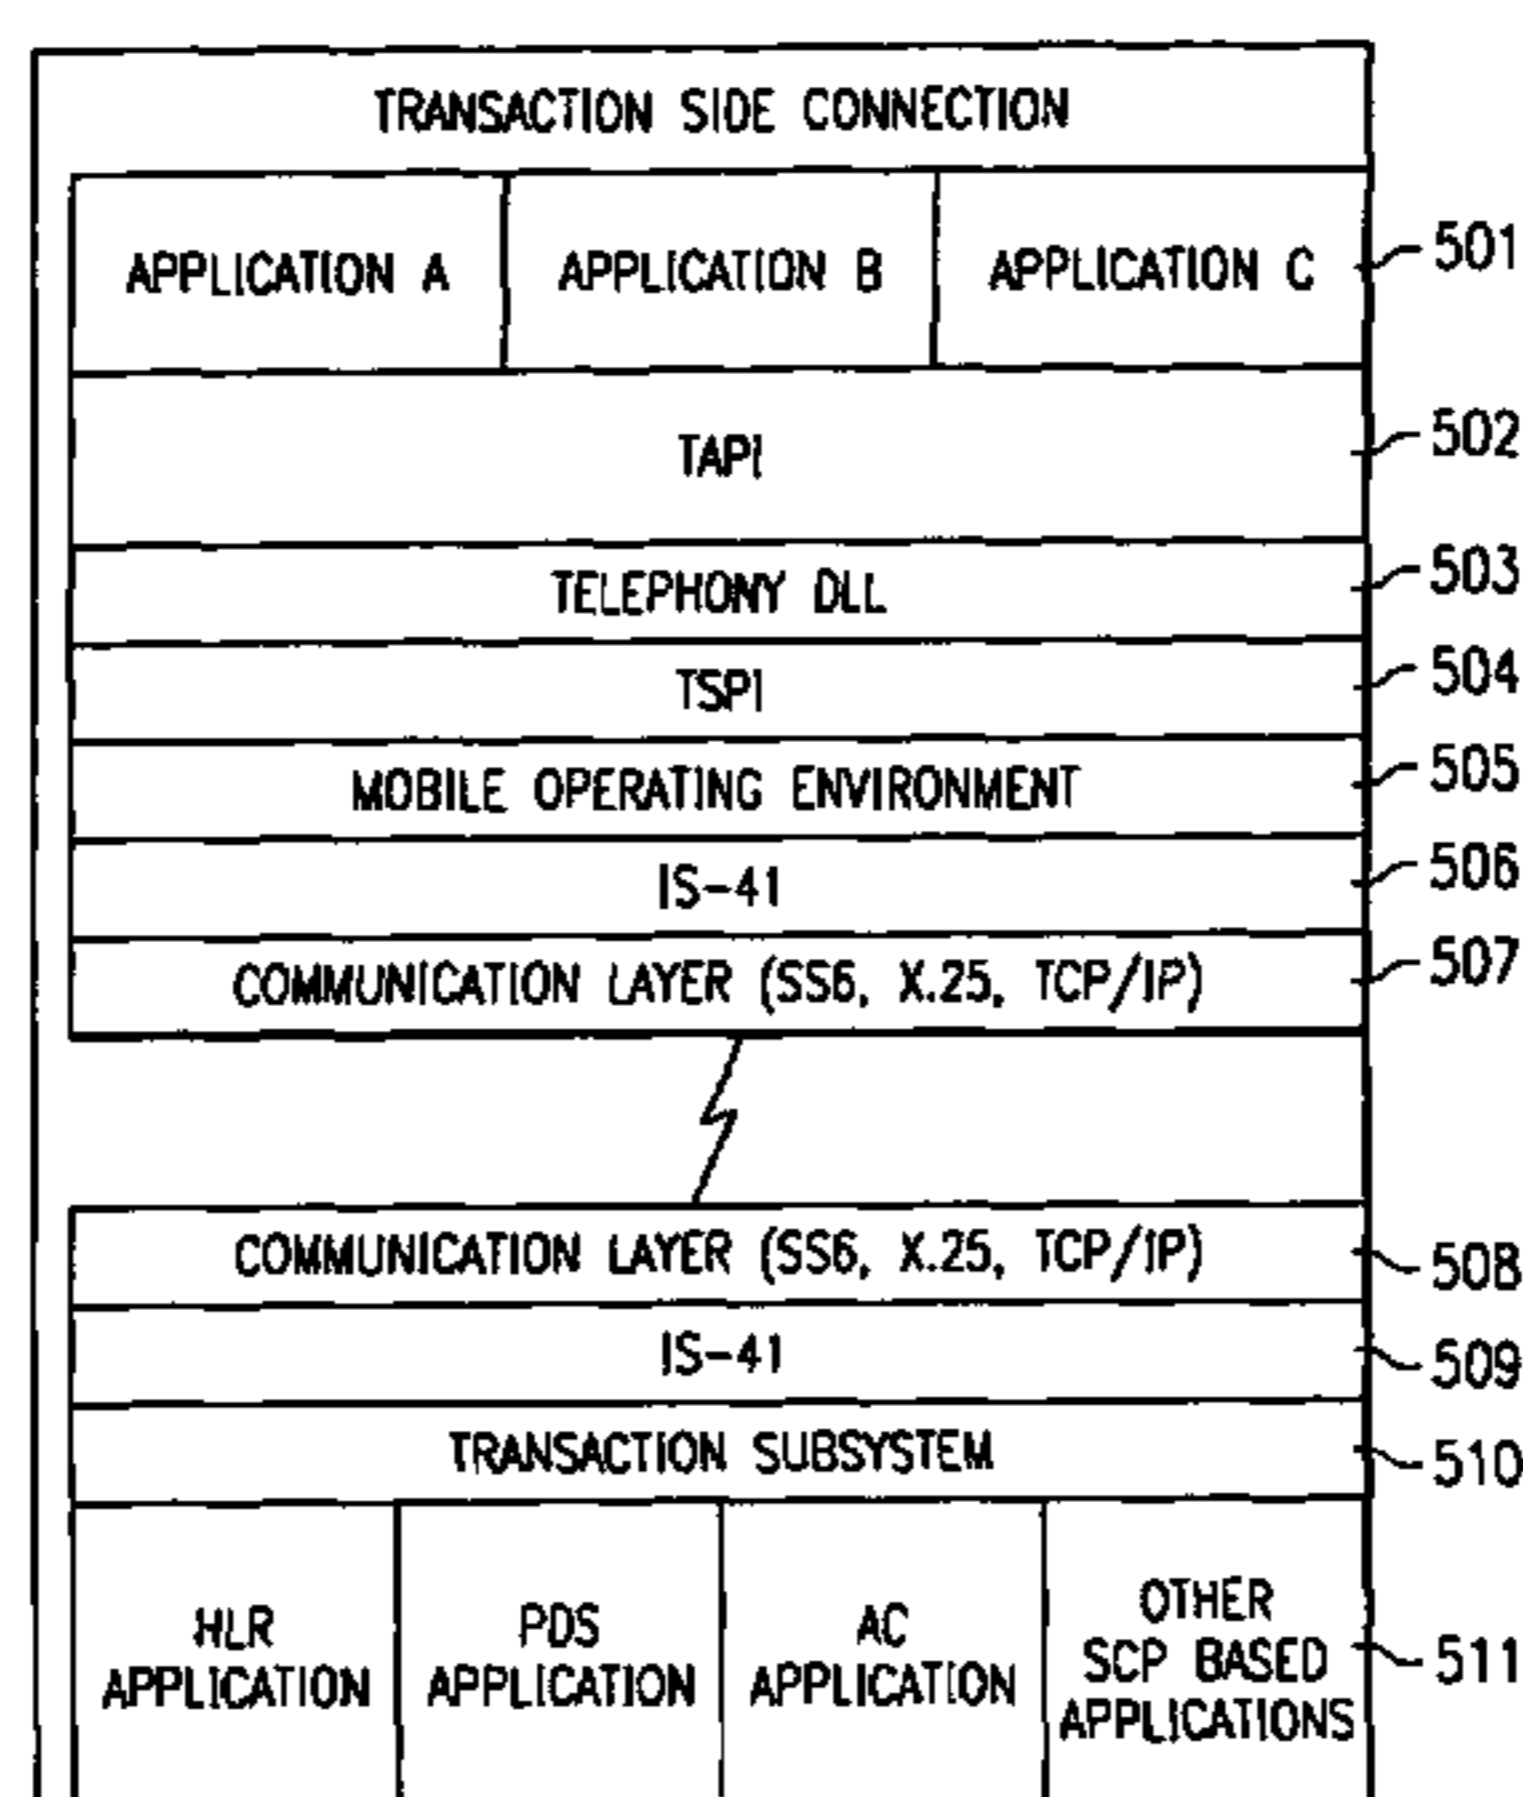 TRANSACTION SIDE CONNECTION
APPLICATION A
APPLICATION B
APPLICATION C
501
TAPI
502
TELEPHONY DLL
503
TSPI
504
MOBILE OPERATING ENVIRONMENT
505
IS-41
506
COMMUNICATION LAYER (SS6, X.25, TCP/IP)
507
COMMUNICATION LAYER (SS6, X.25, TCP/IP)
508
IS-41
509
TRANSACTION SUBSYSTEM
510
HLR
APPLICATION
PDS
APPLICATION
AC
APPLICATION
OTHER
SCP BASED
APPLICATIONS
511